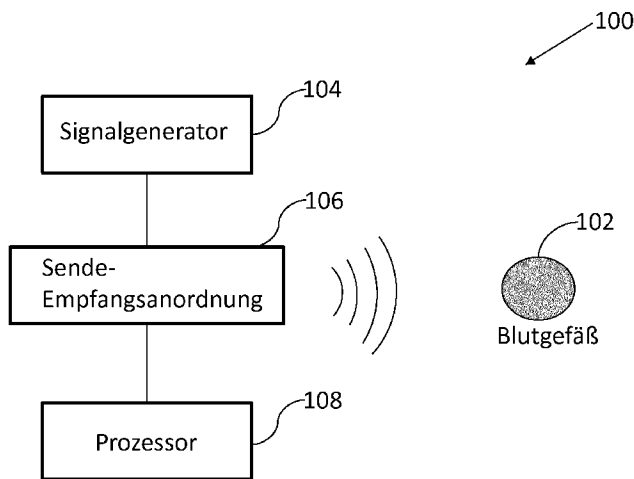 100
104
Signalgenerator
106
Sende-
Empfangsanordnung
102
Blutgefäß
108
Prozessor